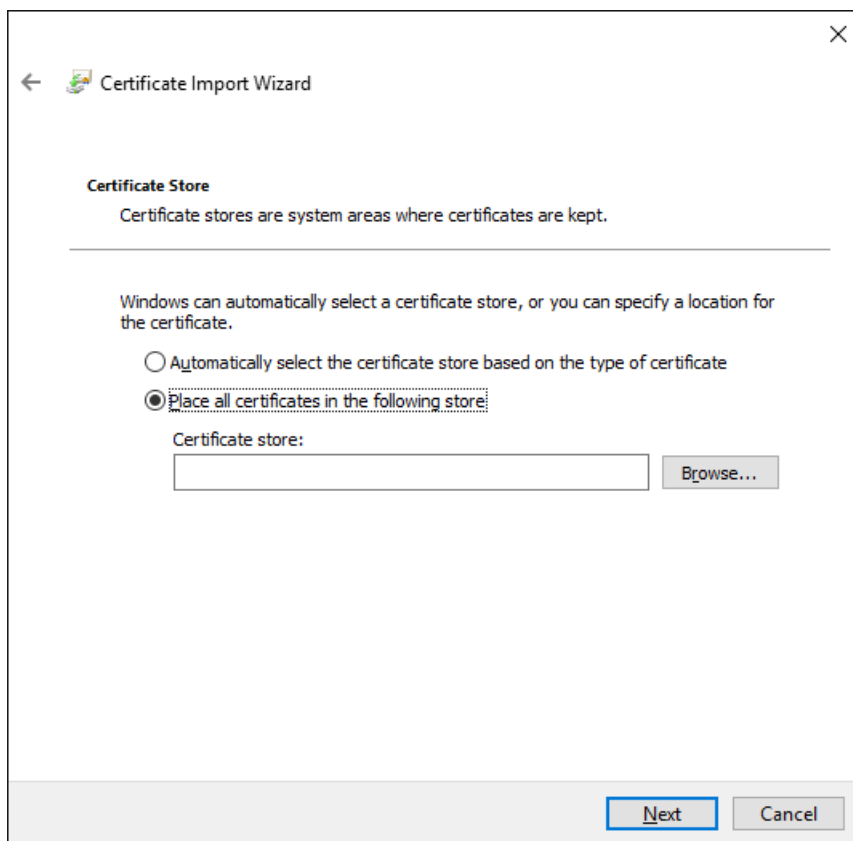 Certificate Import Wizard
Certificate Store
Certificate stores are system areas where certificates are kept.
Windows can automatically select a certificate store, or you can specify a location for
the certificate.
Automatically select the certificate store based on the type of certificate
Place all certificates in the following store
Certificate store:
Browse...
Next
Cancel